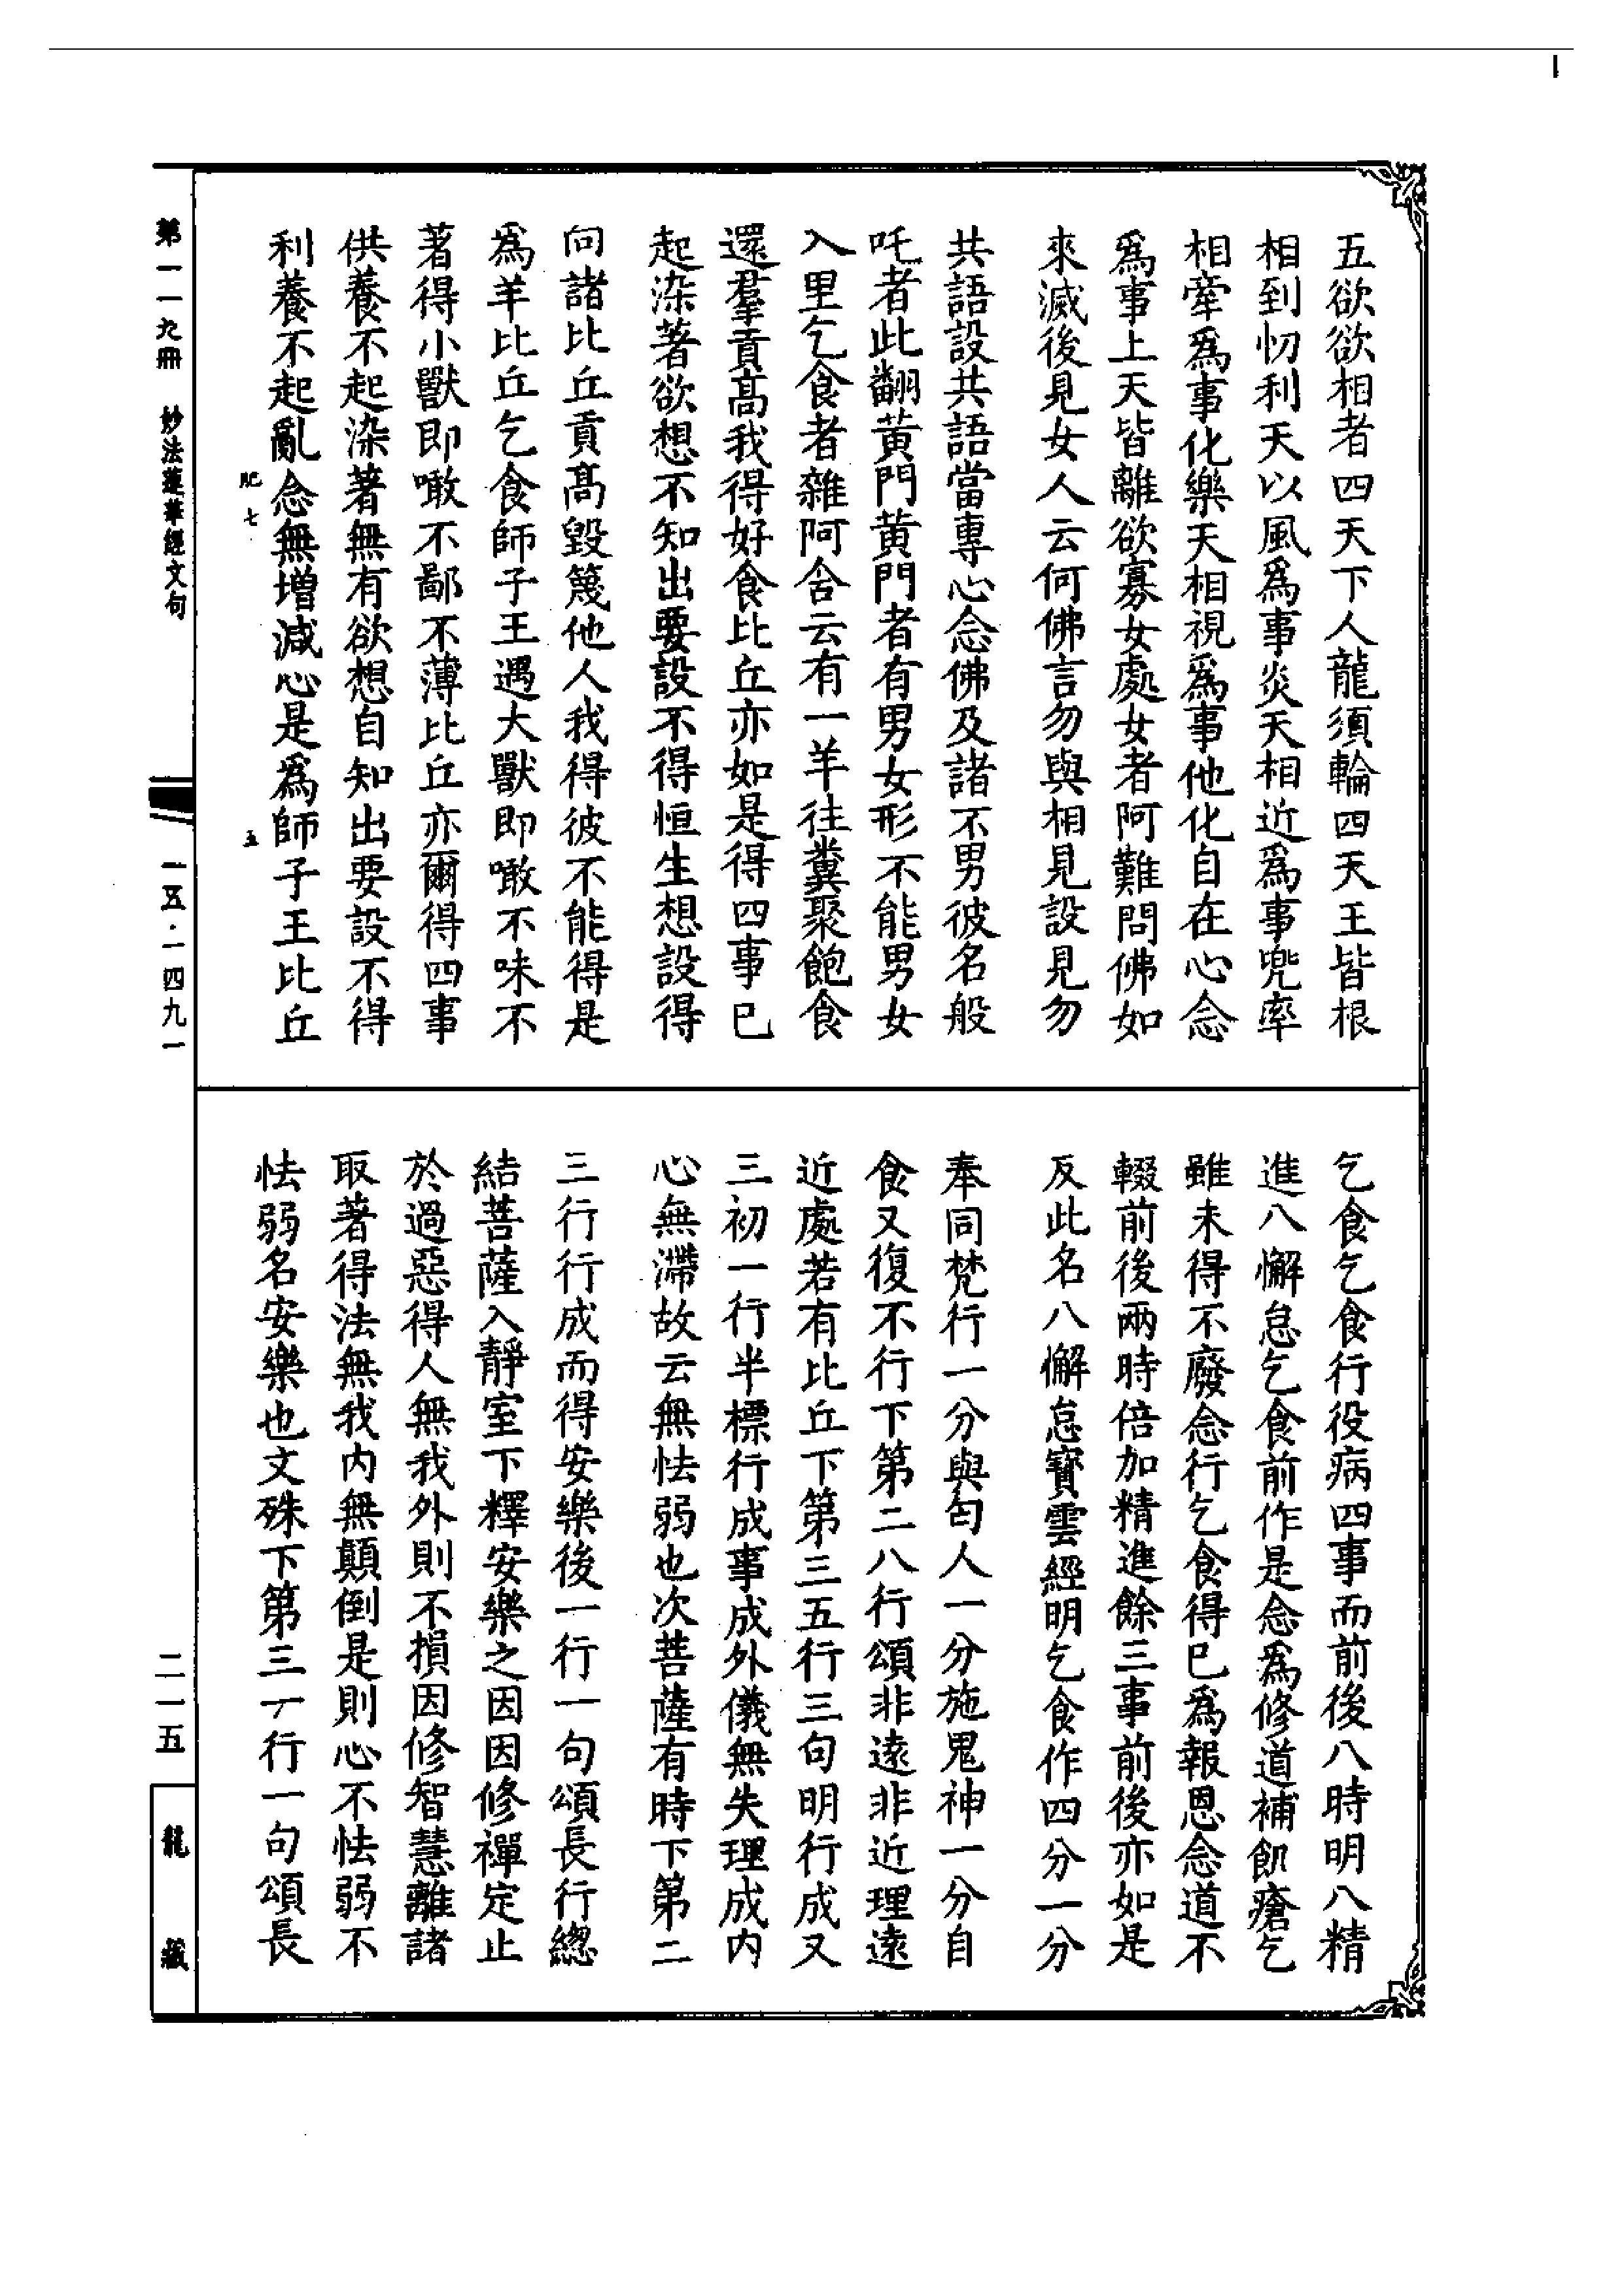 五欲欲相者四天下人龍須輪四天王皆根
相到忉利天以風爲事炎天相近爲事兜率
相牽爲事化樂天相視爲事他化自在心念
爲事上天皆離欲寡女處女者阿難問佛如
來滅後見女人云何佛言勿與相見設見勿
共語設共語當專心念佛及諸不男彼名般
吒者此翻黃門黃門者有男女形不能男女
入里乞食者雜阿含云有一羊往糞聚飽食
還羣貢高我得好食比丘亦如是得四事已
起染著欲想不知出要設不得恒生想設得
向諸比丘貢高毀篾他人我得彼不能得是
爲羊比丘乞食師子王遇大獸即噉不味不
著得小獸即噉不鄙不薄比丘亦爾得四事
供養不起染著無有欲想自知出要設不得
利養不起亂念無增減心是爲師子王比丘
肥七
五
乞食乞食行役病四事而前後八時明八精
進八懈怠乞食前作是念爲修道補飢瘡乞
雖未得不廢念行乞食得已爲報恩念道不
輟前後兩時倍加精進餘三事前後亦如是
反此名八懈怠寳雲經明乞食作四分一分
奉同梵行一分與匃人一分施鬼神一分自
食又復不行下第二八行頌非遠非近理遠
近處若有比丘下第三五行三句明行成又
三初一行半標行成事成外儀無失理成内
心無滯故云無怯弱也次菩薩有時下第二
三行行成而得安樂後一行一句頌長行總
結菩薩入靜室下釋安樂之因因修禪定止
於過惡得人無我外則不損因修智慧離諸
取著得法無我内無顛倒是則心不怯弱不
怯弱名安樂也文殊下第三一行一句頌長
第一一九冊 妙法蓮華經文句
一五·一四九一
二一五
龍藏